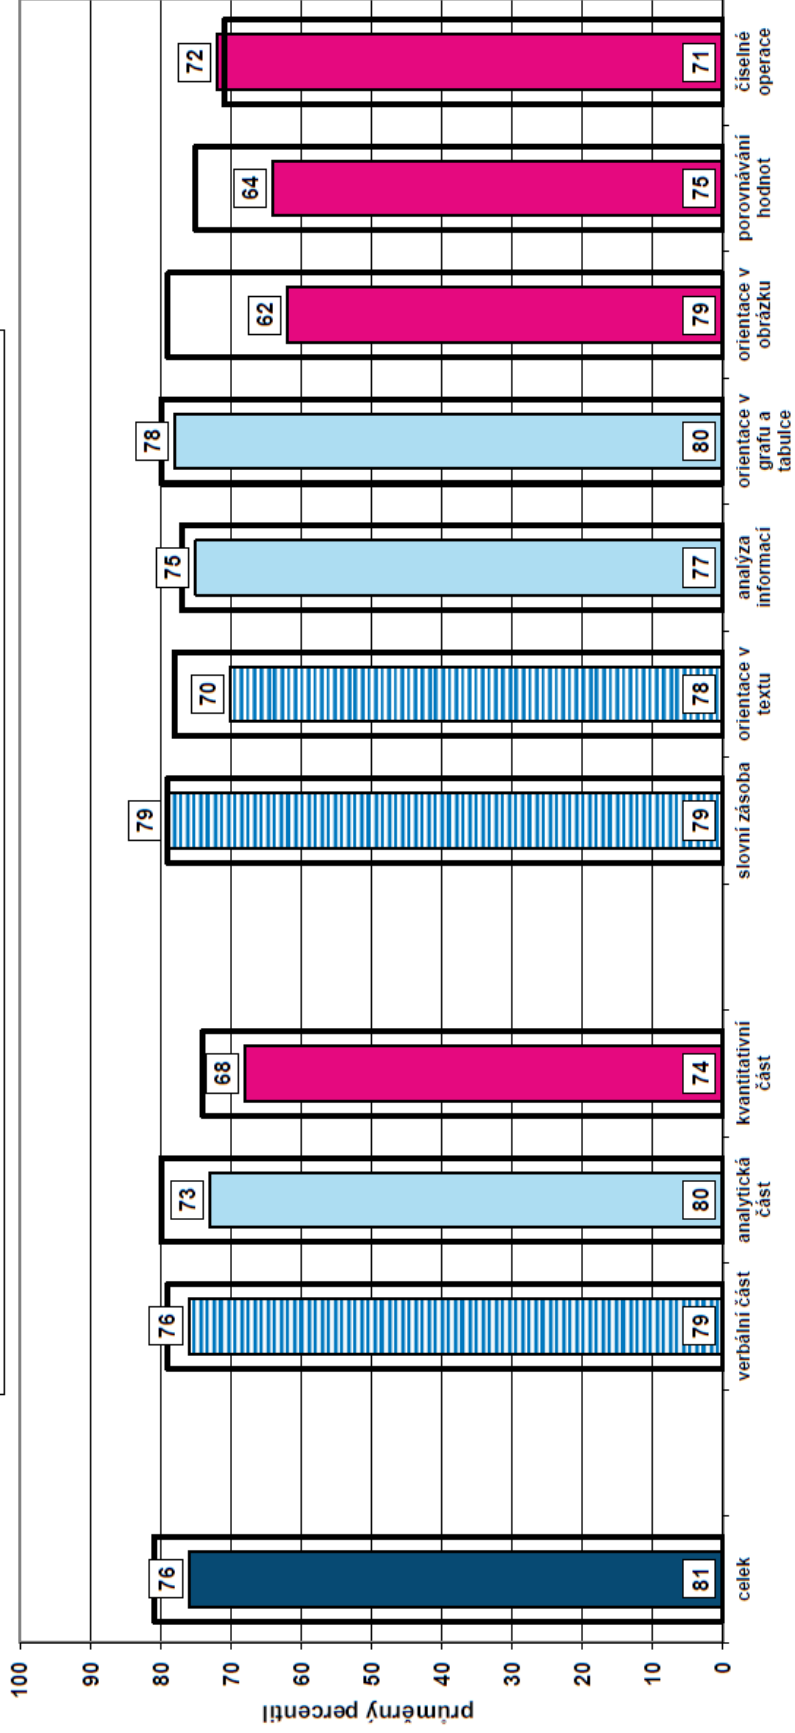 průměrný percentil
100
90
80
70
60
50
40
30
20
10
0
76
76
73
68
79
70
75
78
62
64
72
81
79
80
74
79
78
77
80
79
75
71
celek
verbální část
analytická
část
kvantitativní
část
slovní zásoba
orientace v
textu
analýza
informací
orientace v
grafu a
tabulce
orientace v
obrázku
porovnávání
hodnot
číselné
operace